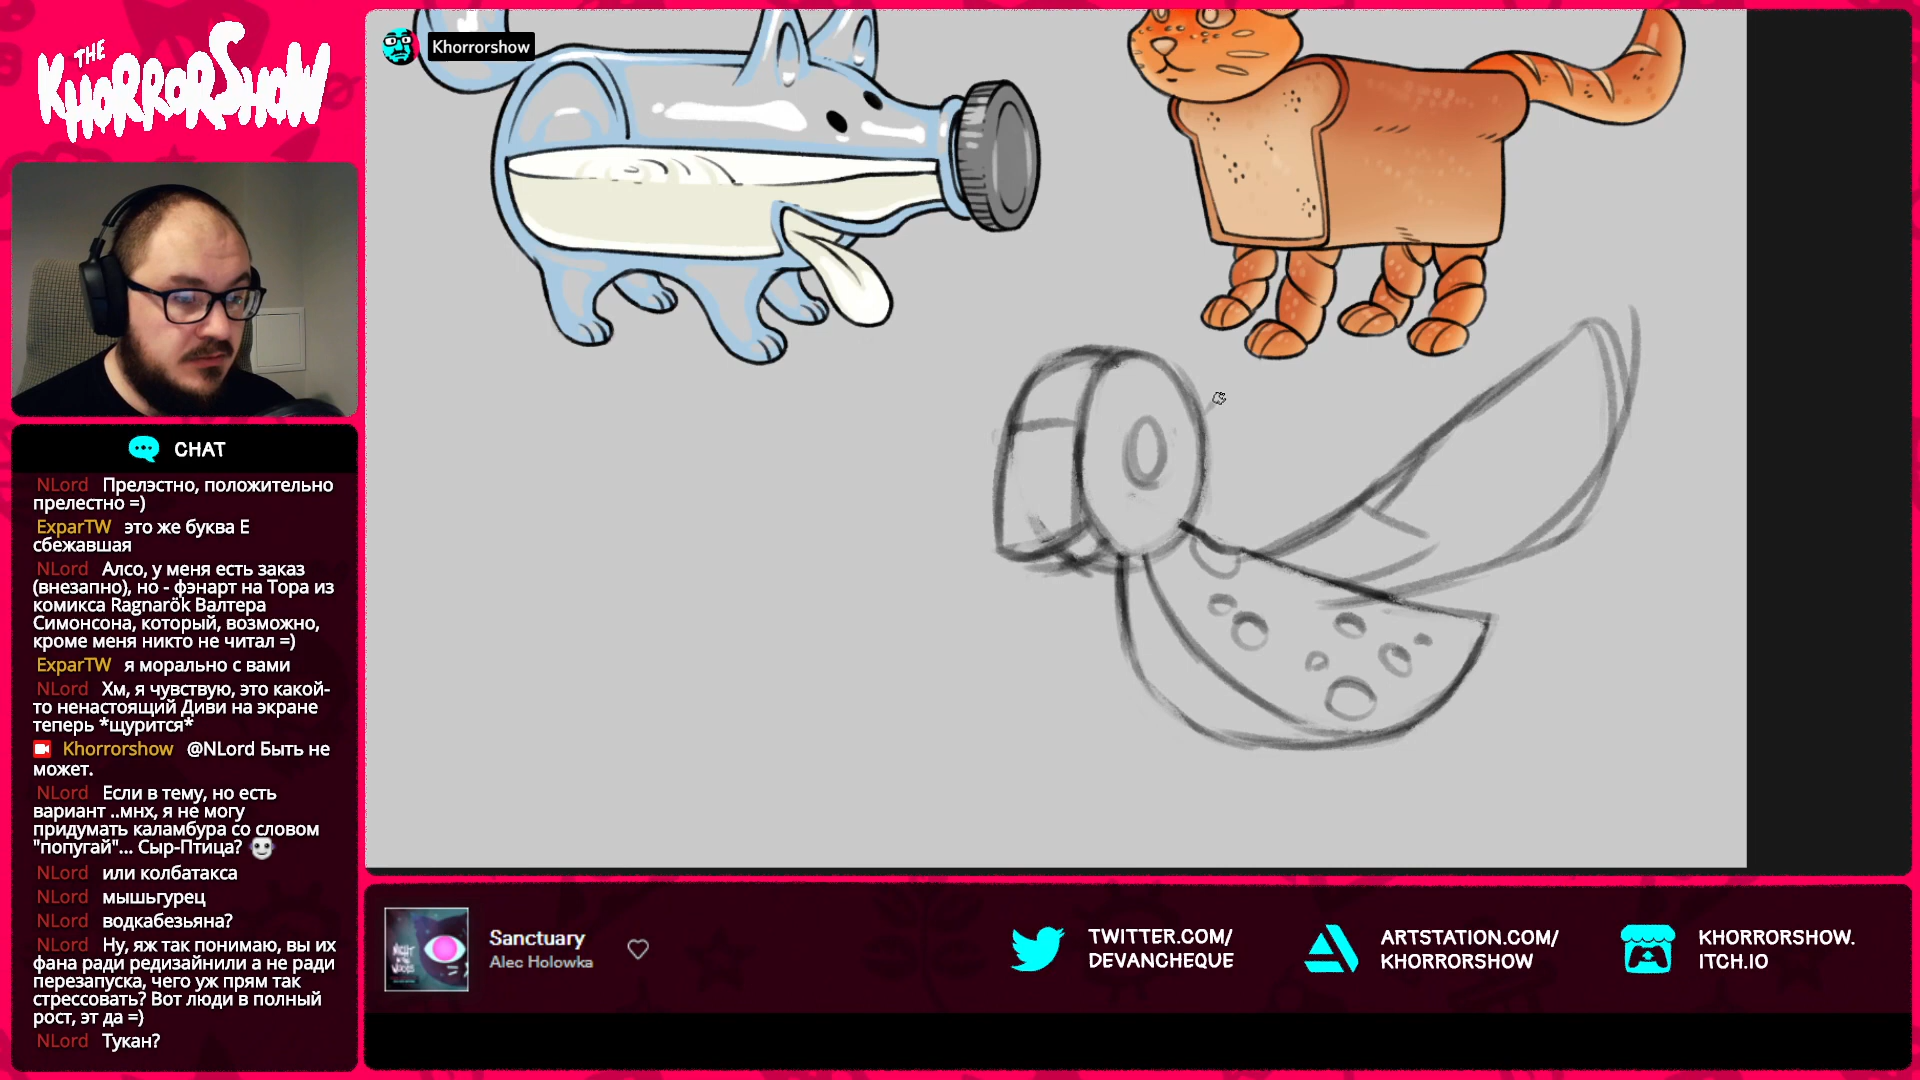 THE
KHORRORSHOW
Khorrorshow
CHAT
NLord Прелэстно, положительно
прелестно =)
ExparTW это же буква Е
сбежавшая
NLord Алсо, у меня есть заказ
(внезапно), но - фэнарт на Тора из
комикса Ragnarök Валтера
Симонсона, который, возможно,
кроме меня никто не читал =)
ExparTW я морально с вами
NLord Хм, я чувствую, это какой-
то ненастоящий Диви на экране
теперь *щурится*
Khorrorshow @NLord Быть не
может.
NLord Если в тему, но есть
вариант ..мнх, я не могу
придумать каламбура со словом
"попугай"... Сыр-Птица?
NLord или колбатакса
NLord мышьгурец
NLord водкабезьяна?
NLord Ну, яж так понимаю, вы их
фана ради редизайнили а не ради
перезапуска, чего уж прям так
стрессовать? Вот люди в полный
рост, эт да =)
NLord Тукан?
NIGHT
IN THE
WOODS
Sanctuary
Alec Holowka
TWITTER.COM/
DEVANCHEQUE
ARTSTATION.COM/
KHORRORSHOW
KHORRORSHOW.
ITCH.IO